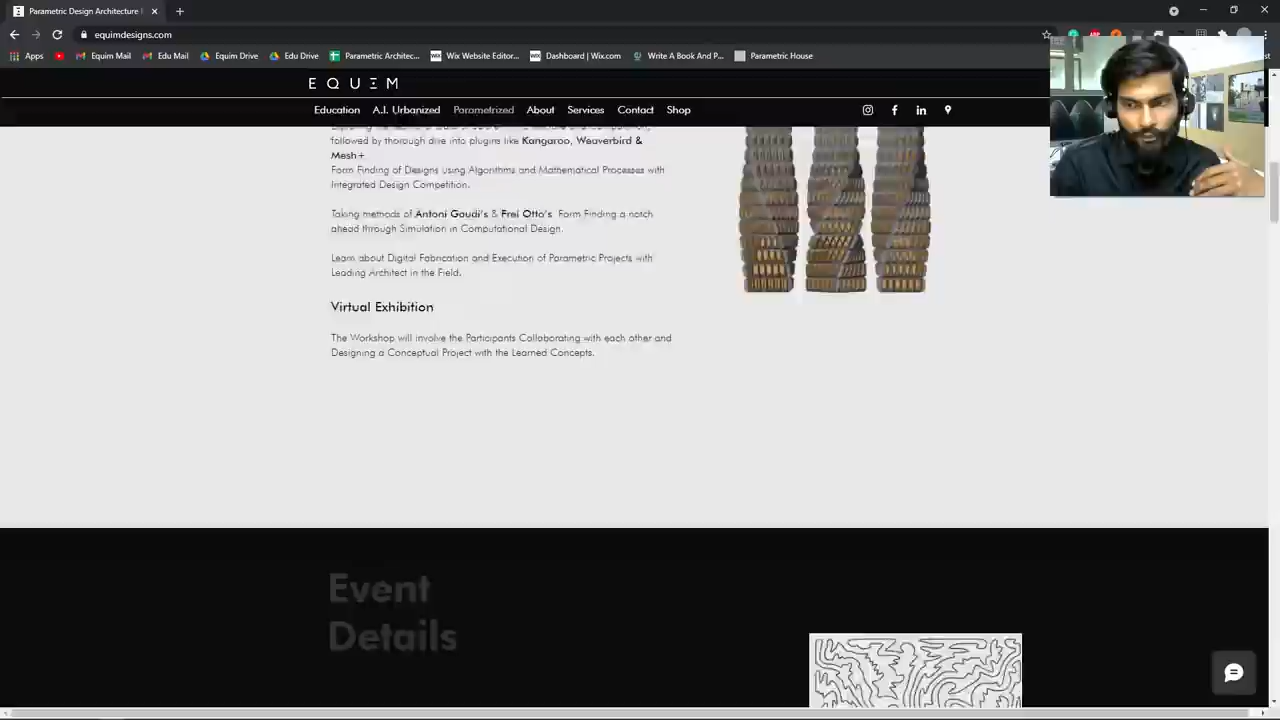 Parametric Design Architecture
equimdesigns.com
Apps
Equim Mail
Edu Mail
Equim Drive
Edu Drive
Parmetric Architec...
Wix Website Editor...
Dashboard | Wix.com
Write A Book And P...
Parametric House
EQUIM
Education
A.I. Urbanized
Parametrized
About
Services
Contact
Shop
followed by thorough dive into plugins like Kangaroo, Weaverbird &
Mesh+
Form Finding of Designs using Algorithms and Mathematical Processes with
Integrated Design Competition.
Taking methods of Antoni Gaudi's & Frei Otto's Form Finding a notch
ahead through Simulation in Computational Design.
Learn about Digital Fabrication and Execution of Parametric Projects with
Leading Architect in the Field.
Virtual Exhibition
The Workshop will involve the Participants Collaborating with each other and
Designing a Conceptual Project with the Learned Concepts.
Event
Details